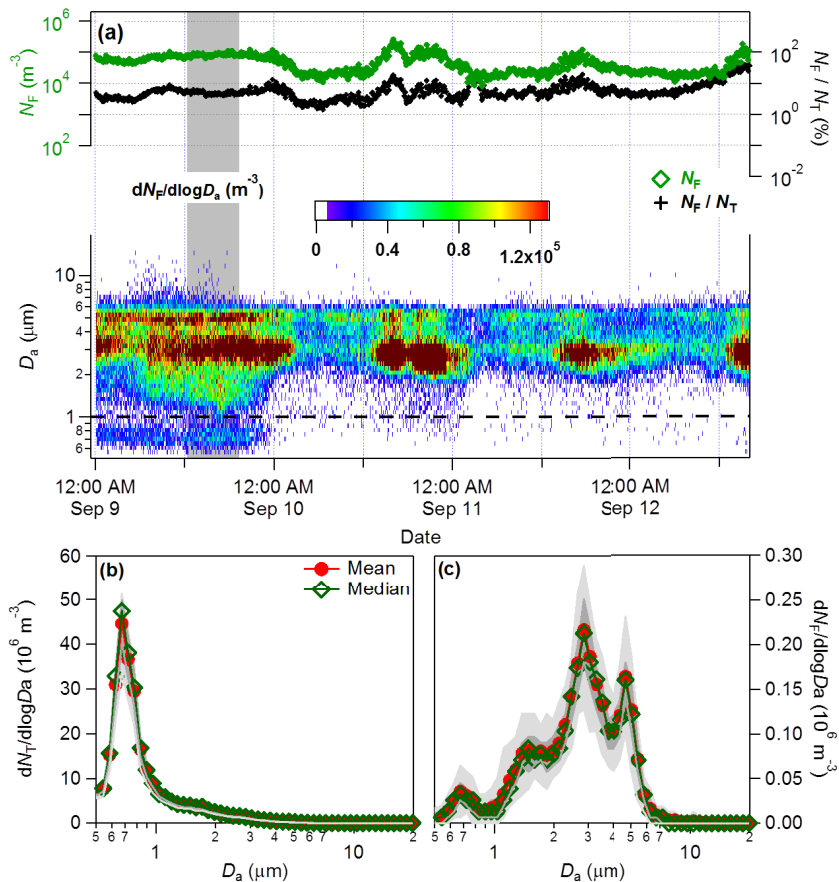 (a)
10^6
10^4
10^2
N_F (m^-3)
10^2
10^0
10^-2
N_F / N_T (%)
dN_F/dlogD_a (m^-3)
N_F
N_F / N_T
0 0.4 0.8 1.2x10^5
10
8
6
4
2
1
8
6
D_a (μm)
12:00 AM 12:00 AM 12:00 AM 12:00 AM
Sep 9 Sep 10 Sep 11 Sep 12
Date
(b)
Mean
Median
60
50
40
30
20
10
0
dN_T/dlogDa (10^6 m^-3)
5 6 7 1 2 3 4 5 6 7 10 2
D_a (μm)
(c)
0.30
0.25
0.20
0.15
0.10
0.05
0.00
dN_F/dlogDa (10^6 m^-3)
5 6 7 1 2 3 4 5 6 7 10 2
D_a (μm)